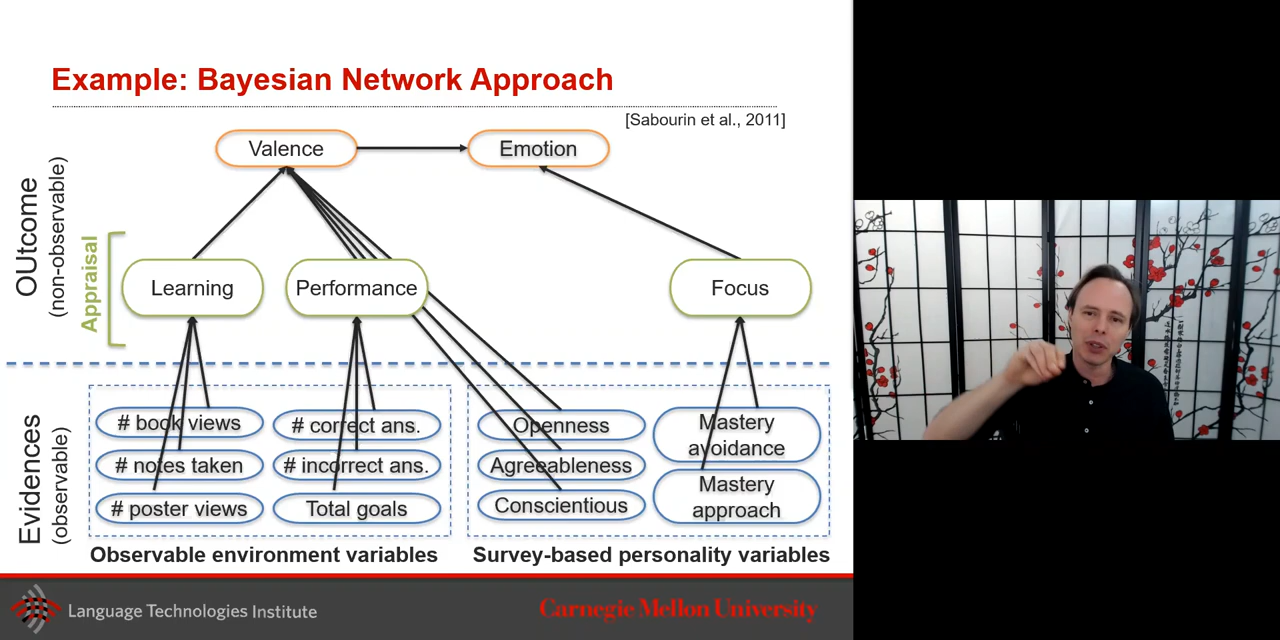 Example: Bayesian Network Approach
[Sabourin et al., 2011]
Valence
Emotion
OUtcome
(non-observable)
Appraisal
Learning
Performance
Focus
Evidences
(observable)
# book views
# notes taken
# poster views
# correct ans.
# incorrect ans.
Total goals
Openness
Agreeableness
Conscientious
Mastery
avoidance
Mastery
approach
Observable environment variables
Survey-based personality variables
Language Technologies Institute
Carnegie Mellon University